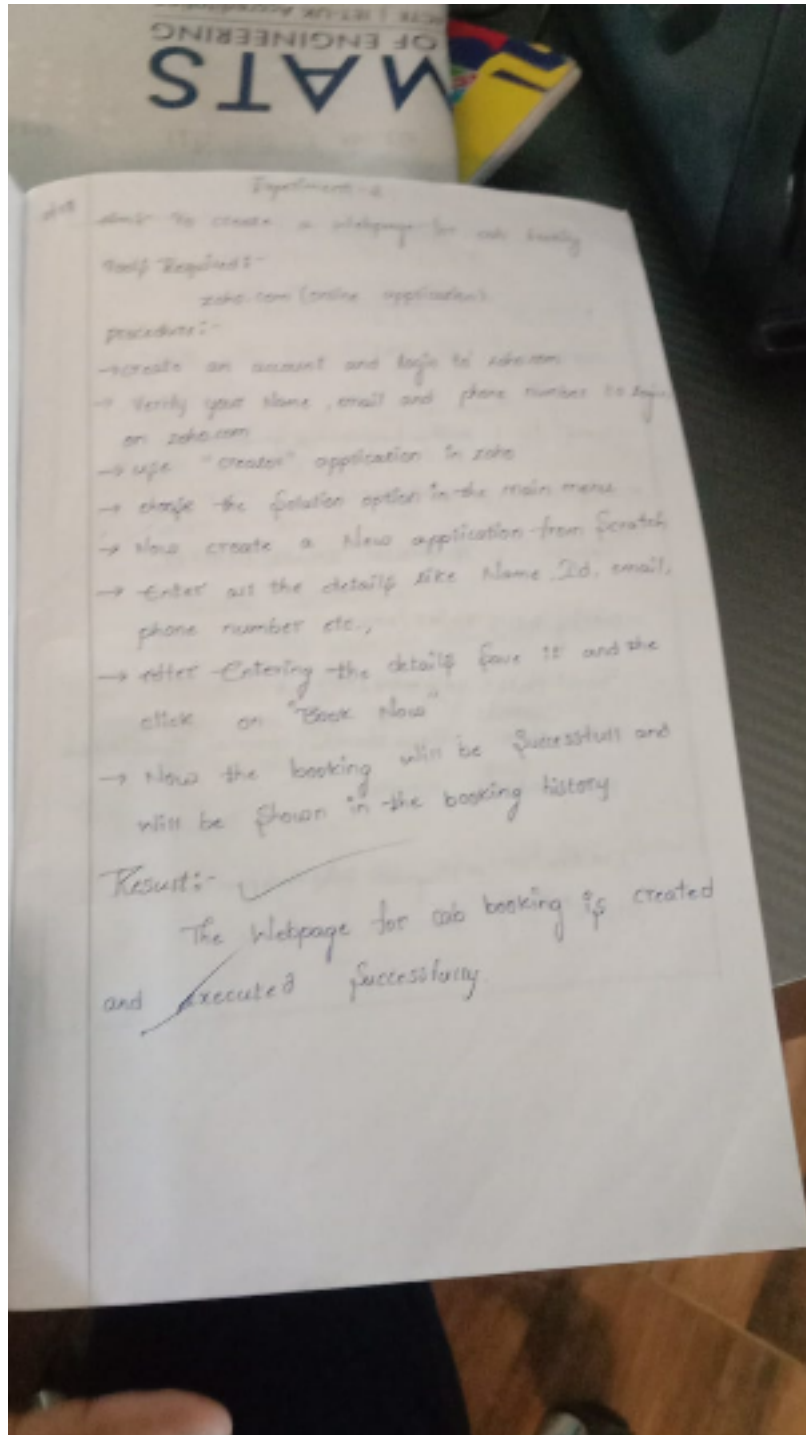 OF ENGINEERING
MATS
Experiment-2
Aim:- To create a Webpage for cab booking
Tools Required:-
zoho.com (online application).
procedure:-
→ create an account and login to zoho.com
→ Verify your Name, email and phone number to login
on zoho.com
→ use "creator" application in zoho
→ the Solution option in the main menu
→ Now create a New application from Scratch
→ Enter all the details like Name, Id, email,
phone number etc.,
→ After Entering the details Save it and the
click on "Book Now"
→ Now the booking will be Successfull and
will be Shown in the booking history
Result:-
The Webpage for cab booking is created
and executed Successfully.